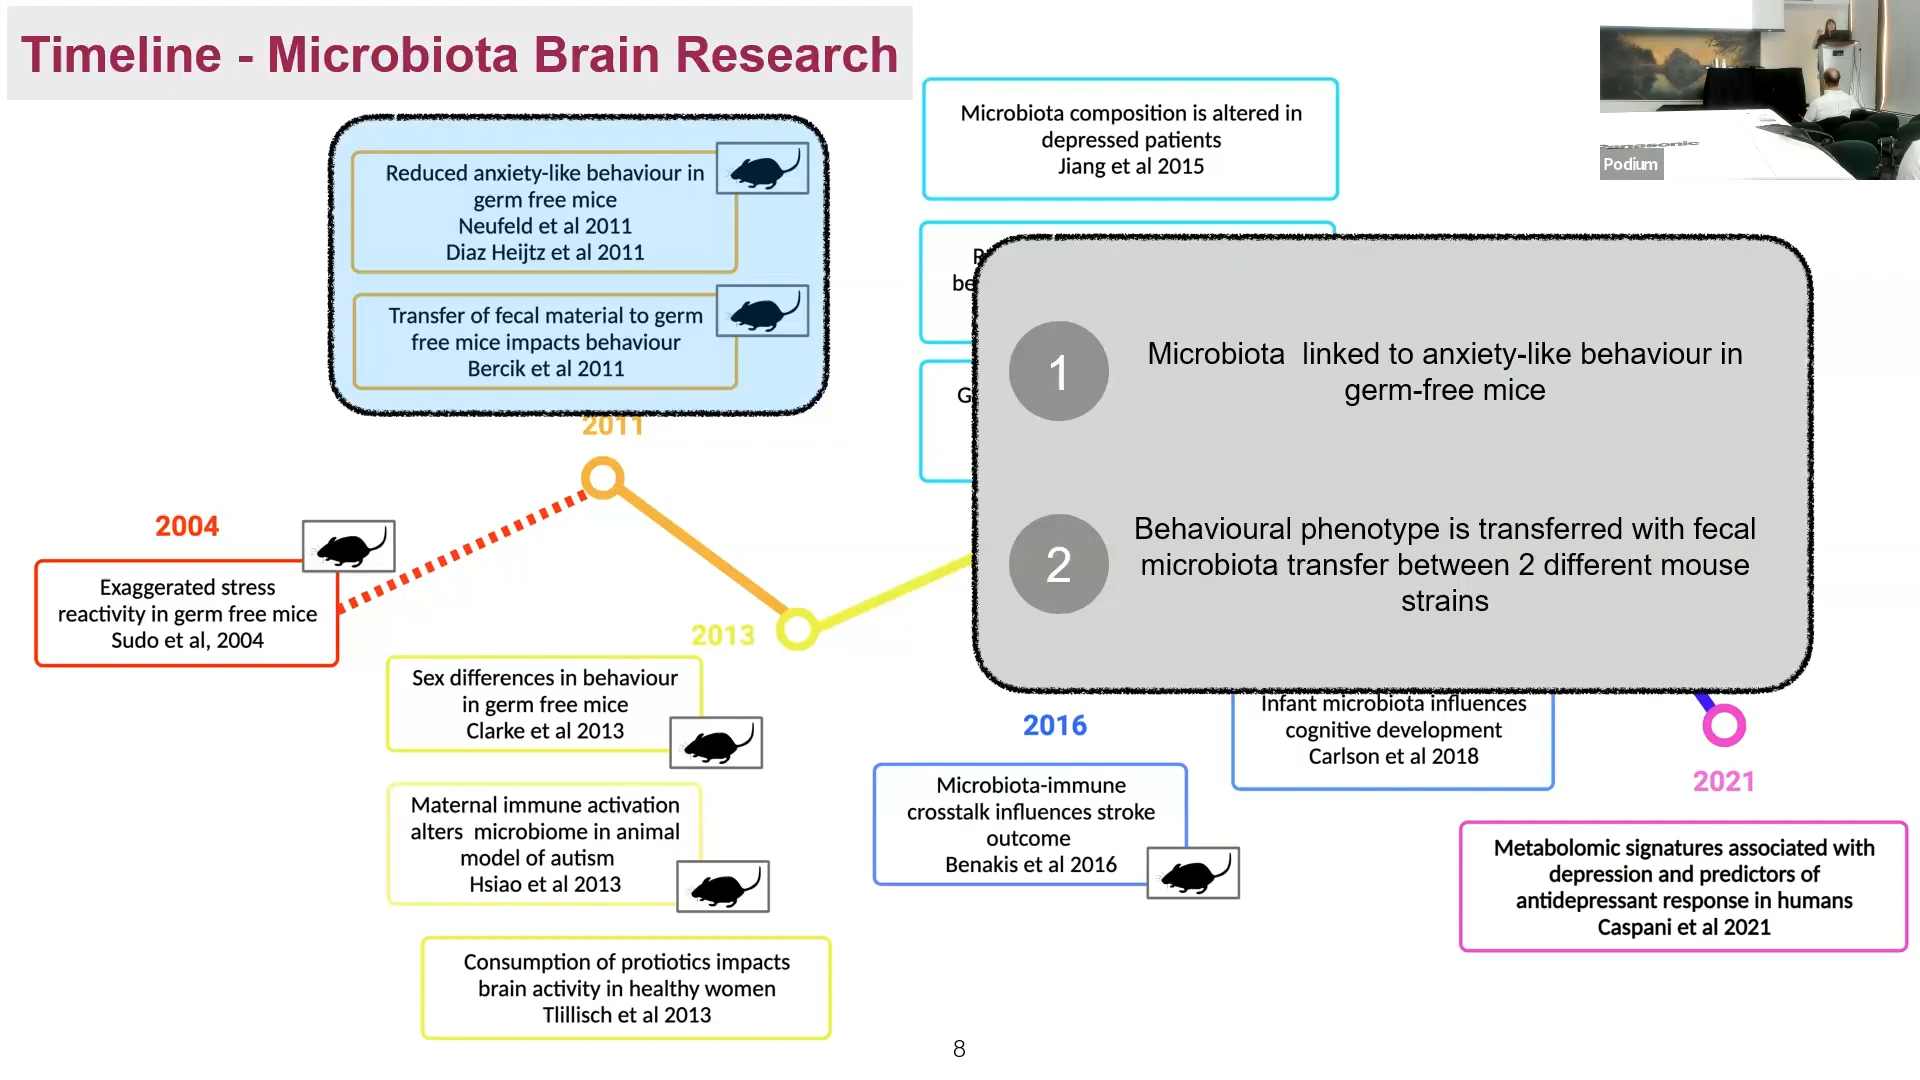 Timeline - Microbiota Brain Research
Reduced anxiety-like behaviour in
germ free mice
Neufeld et al 2011
Diaz Heijtz et al 2011
Transfer of fecal material to germ
free mice impacts behaviour
Bercik et al 2011
2011
2004
Exaggerated stress
reactivity in germ free mice
Sudo et al, 2004
2013
Sex differences in behaviour
in germ free mice
Clarke et al 2013
Maternal immune activation
alters microbiome in animal
model of autism
Hsiao et al 2013
Consumption of protiotics impacts
brain activity in healthy women
Tlillisch et al 2013
Microbiota composition is altered in
depressed patients
Jiang et al 2015
be
G
1
Microbiota linked to anxiety-like behaviour in
germ-free mice
2
Behavioural phenotype is transferred with fecal
microbiota transfer between 2 different mouse
strains
2016
Microbiota-immune
crosstalk influences stroke
outcome
Benakis et al 2016
Infant microbiota influences
cognitive development
Carlson et al 2018
2021
Metabolomic signatures associated with
depression and predictors of
antidepressant response in humans
Caspani et al 2021
Panasonic
Podium
8